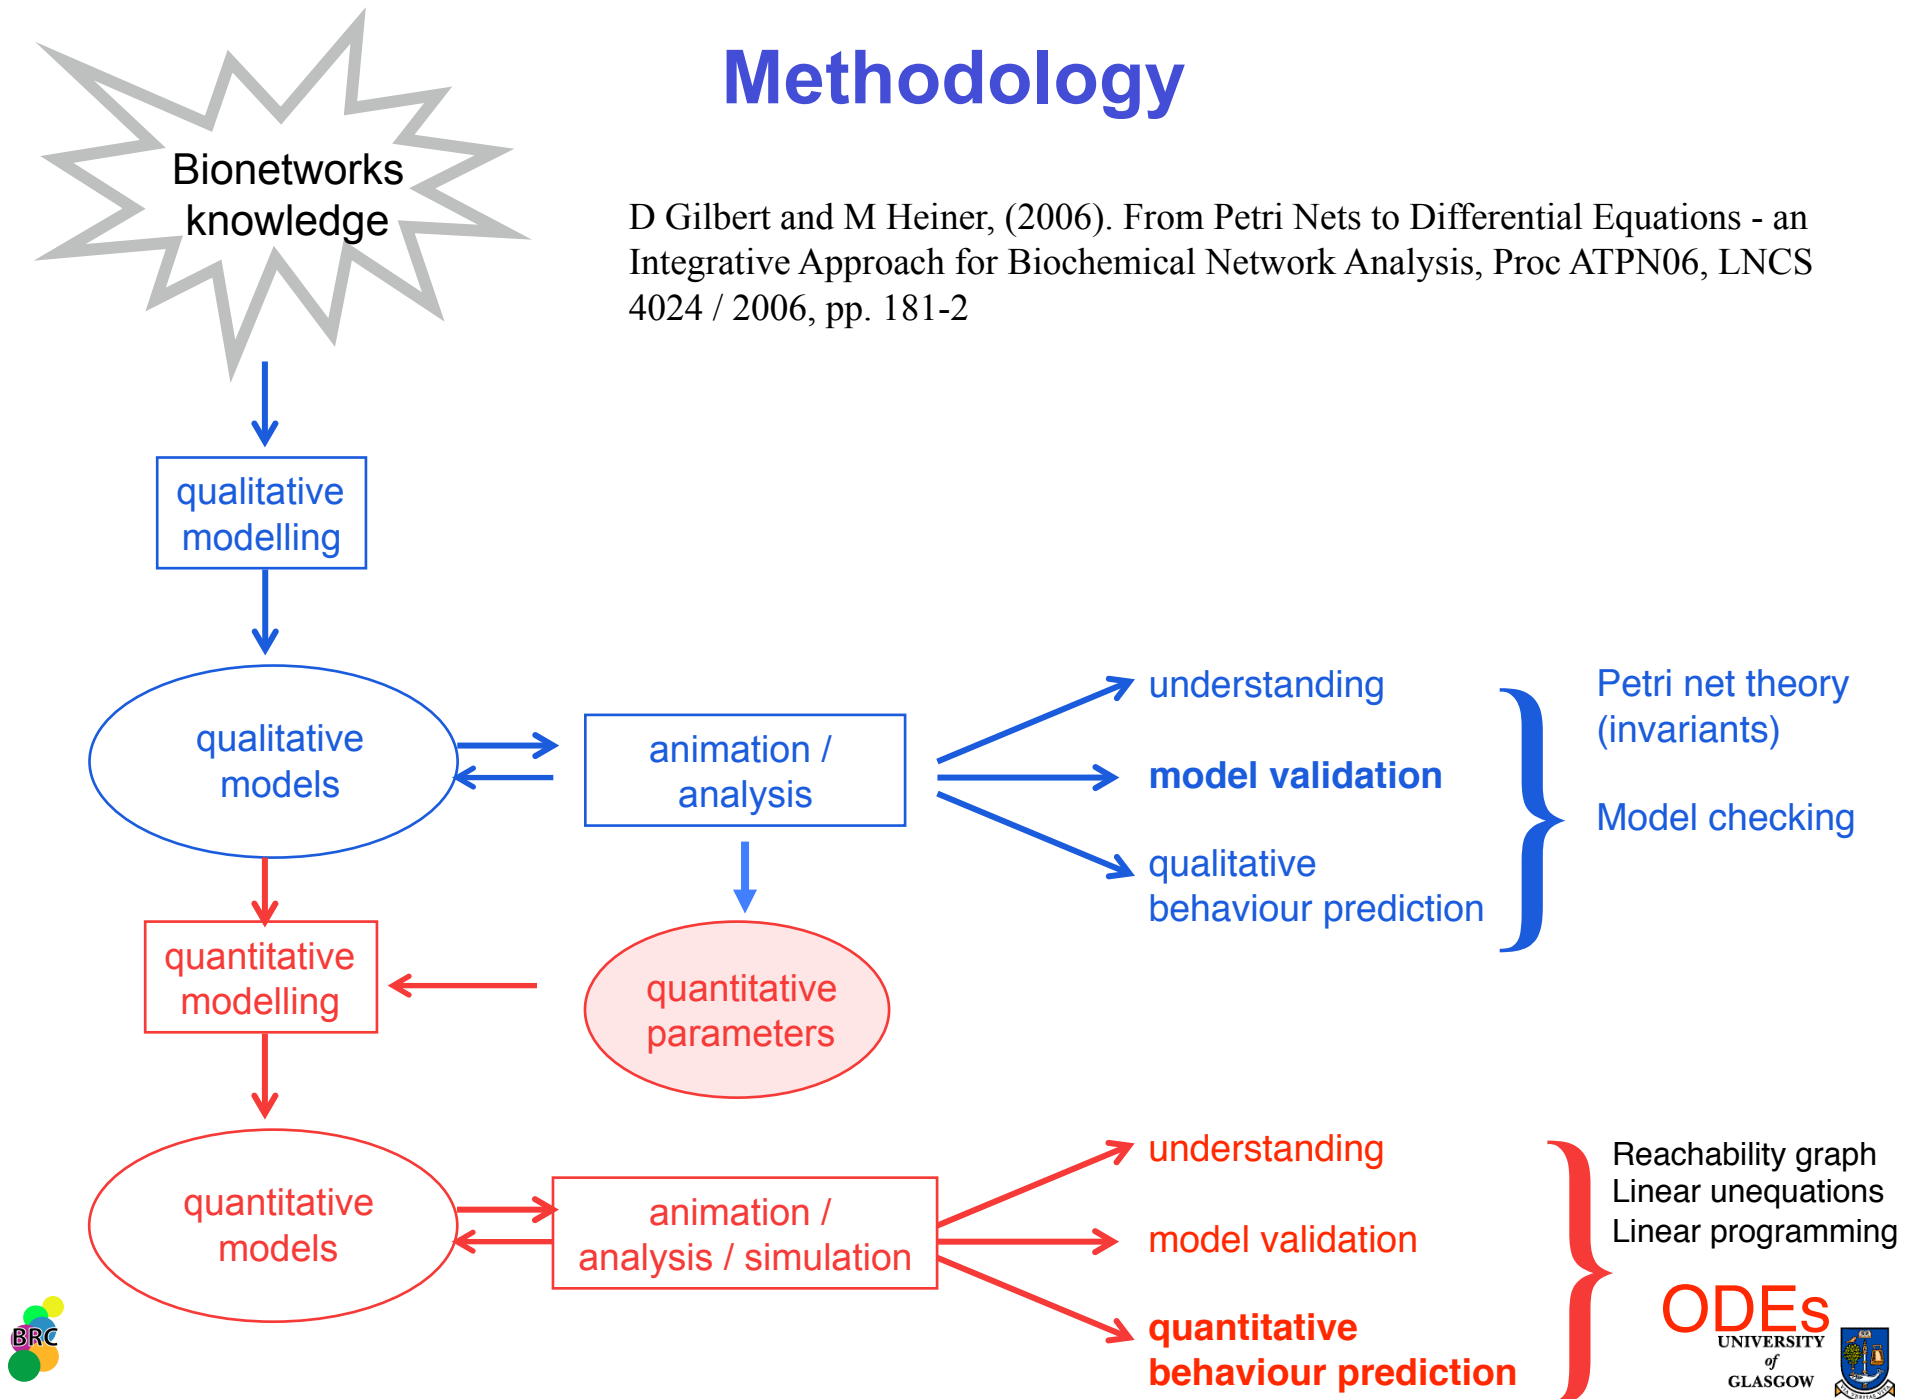 Methodology
Bionetworks
knowledge
D Gilbert and M Heiner, (2006). From Petri Nets to Differential Equations - an
Integrative Approach for Biochemical Network Analysis, Proc ATPN06, LNCS
4024 / 2006, pp. 181-2
qualitative
modelling
qualitative
models
animation /
analysis
understanding
model validation
qualitative
behaviour prediction
Petri net theory
(invariants)
Model checking
quantitative
modelling
quantitative
parameters
quantitative
models
animation /
analysis / simulation
understanding
model validation
quantitative
behaviour prediction
Reachability graph
Linear unequations
Linear programming
ODEs
BRC
UNIVERSITY
of
GLASGOW